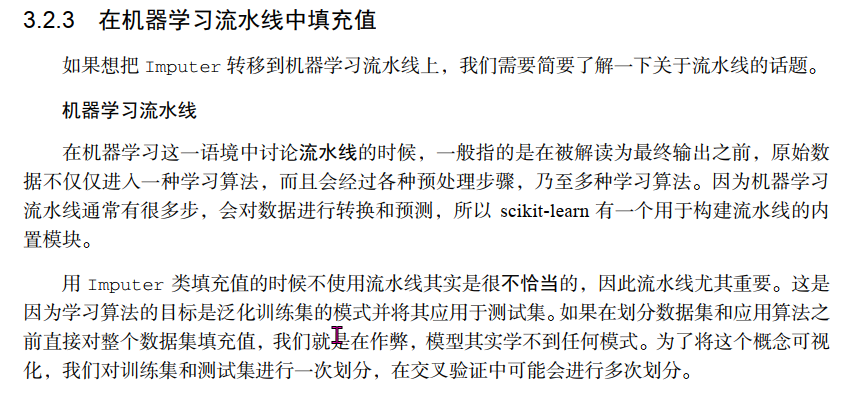 3.2.3 在机器学习流水线中填充值
如果想把 Imputer 转移到机器学习流水线上，我们需要简要了解一下关于流水线的话题。
机器学习流水线
在机器学习这一语境中讨论流水线的时候，一般指的是在被解读为最终输出之前，原始数
据不仅仅进入一种学习算法，而且会经过各种预处理步骤，乃至多种学习算法。因为机器学习
流水线通常有很多步，会对数据进行转换和预测，所以 scikit-learn 有一个用于构建流水线的内
置模块。
用 Imputer 类填充值的时候不使用流水线其实是很不恰当的，因此流水线尤其重要。这是
因为学习算法的目标是泛化训练集的模式并将其应用于测试集。如果在划分数据集和应用算法之
前直接对整个数据集填充值，我们就是在作弊，模型其实学不到任何模式。为了将这个概念可视
化，我们对训练集和测试集进行一次划分，在交叉验证中可能会进行多次划分。